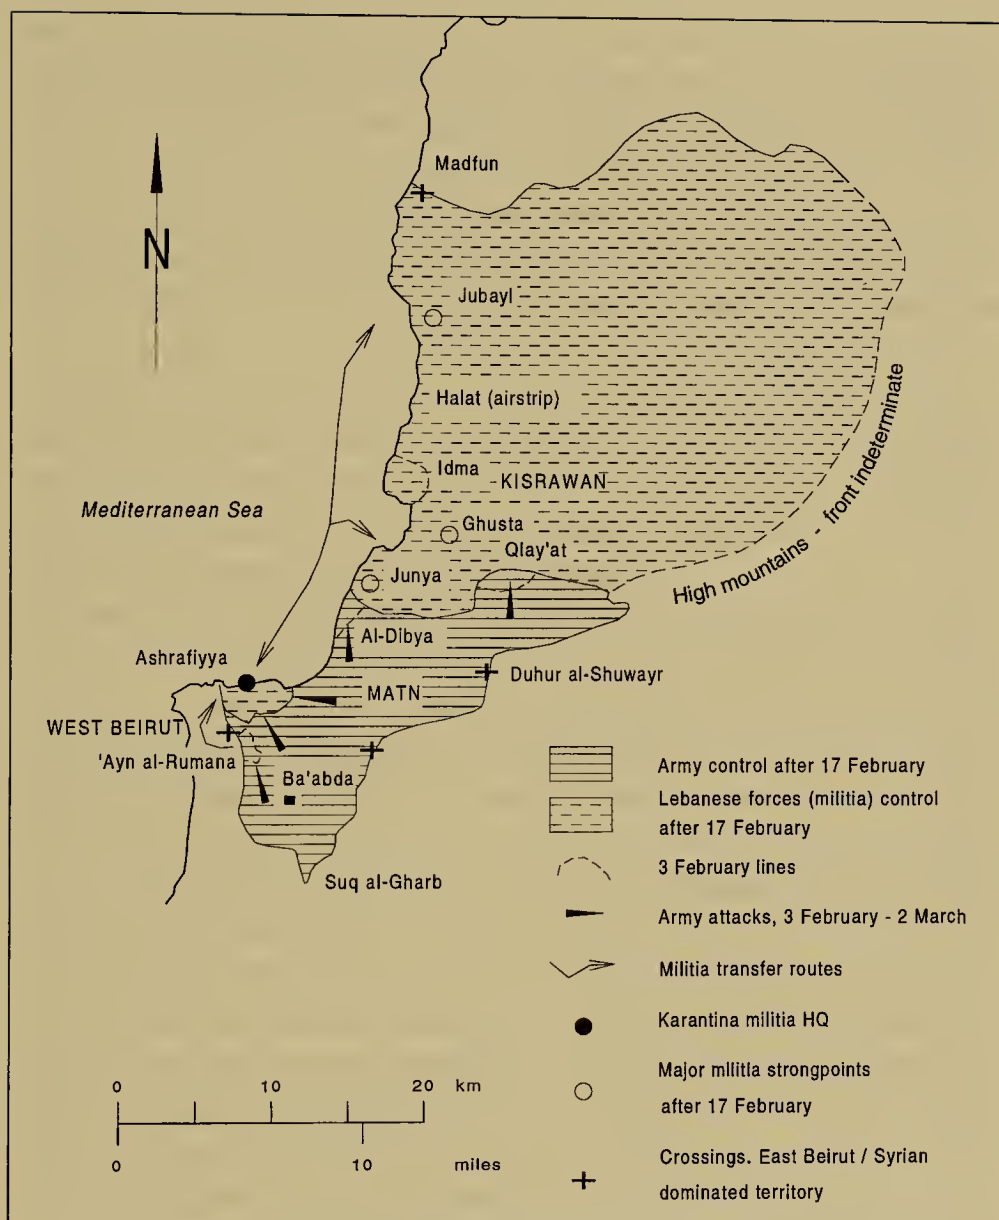 Madfun
N
Jubayl
Halat (airstrip)
Idma
KISRAWAN
Mediterranean Sea
Ghusta
Qlay'at
High mountains - front indeterminate
Junya
Al-Dibya
Ashrafiyya
Duhur al-Shuwayr
MATN
WEST BEIRUT
'Ayn al-Rumana
Ba'abda
Suq al-Gharb
Army control after 17 February
Lebanese forces (militia) control
after 17 February
3 February lines
Army attacks, 3 February - 2 March
Militia transfer routes
Karantina militia HQ
Major militia strongpoints
after 17 February
Crossings. East Beirut / Syrian
dominated territory
0 10 20 km
0 10 miles